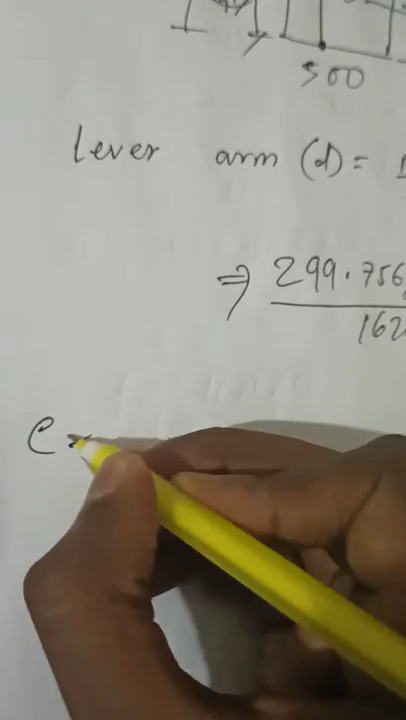 500
lever arm (d) =
⇒ 299.756
162
e